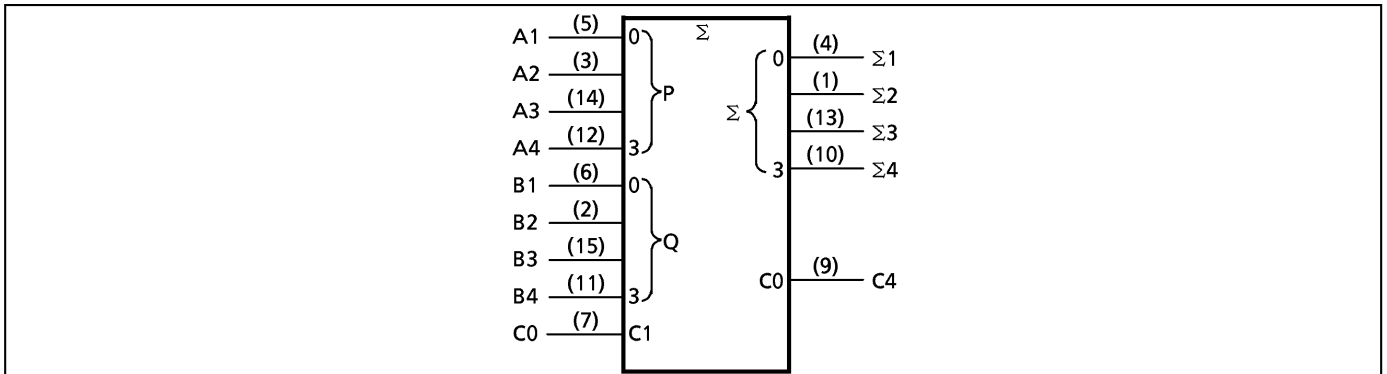 Σ
A1 (5) 0
A2 (3)
A3 (14)
A4 (12) 3
P
B1 (6) 0
B2 (2)
B3 (15)
B4 (11) 3
Q
C0 (7) C1
Σ
0 (4) Σ1
(1) Σ2
(13) Σ3
3 (10) Σ4
C0 (9) C4